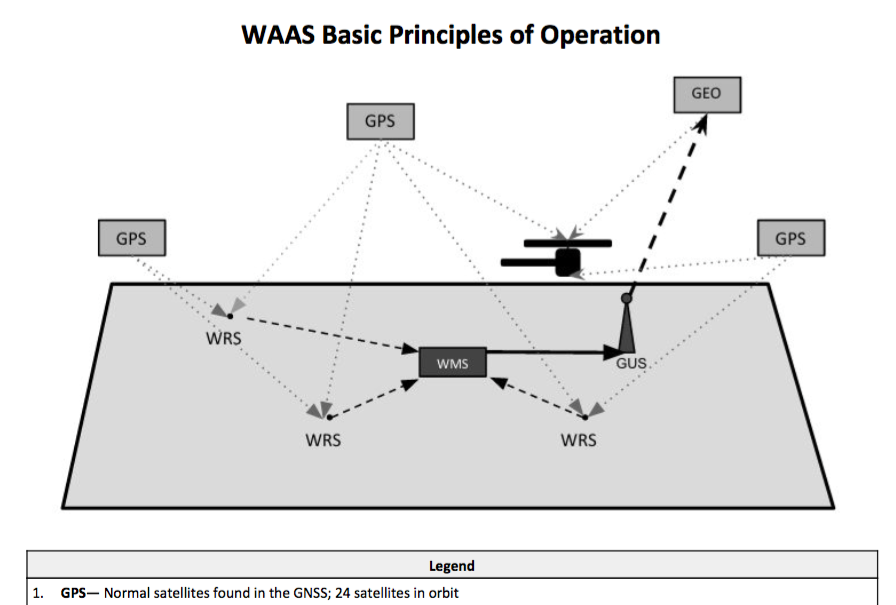 WAAS Basic Principles of Operation
GEO
GPS
GPS
GPS
WRS
WMS
GUS
WRS
WRS
Legend
1. GPS— Normal satellites found in the GNSS; 24 satellites in orbit